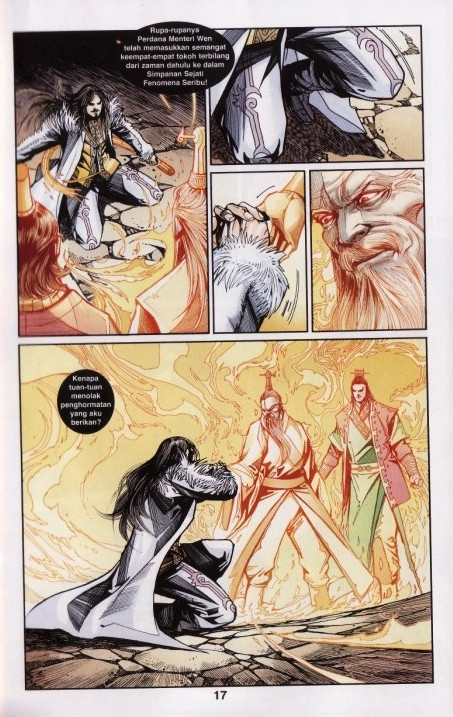 Rupa-rupanya
Perdana Menteri Wen
telah memasukkan semangat
keempat-empat tokoh terbilang
dari zaman dahulu ke dalam
Simpanan Sejati
Fenomena Seribu!
Kenapa
tuan-tuan
menolak
penghormatan
yang aku
berikan?
17